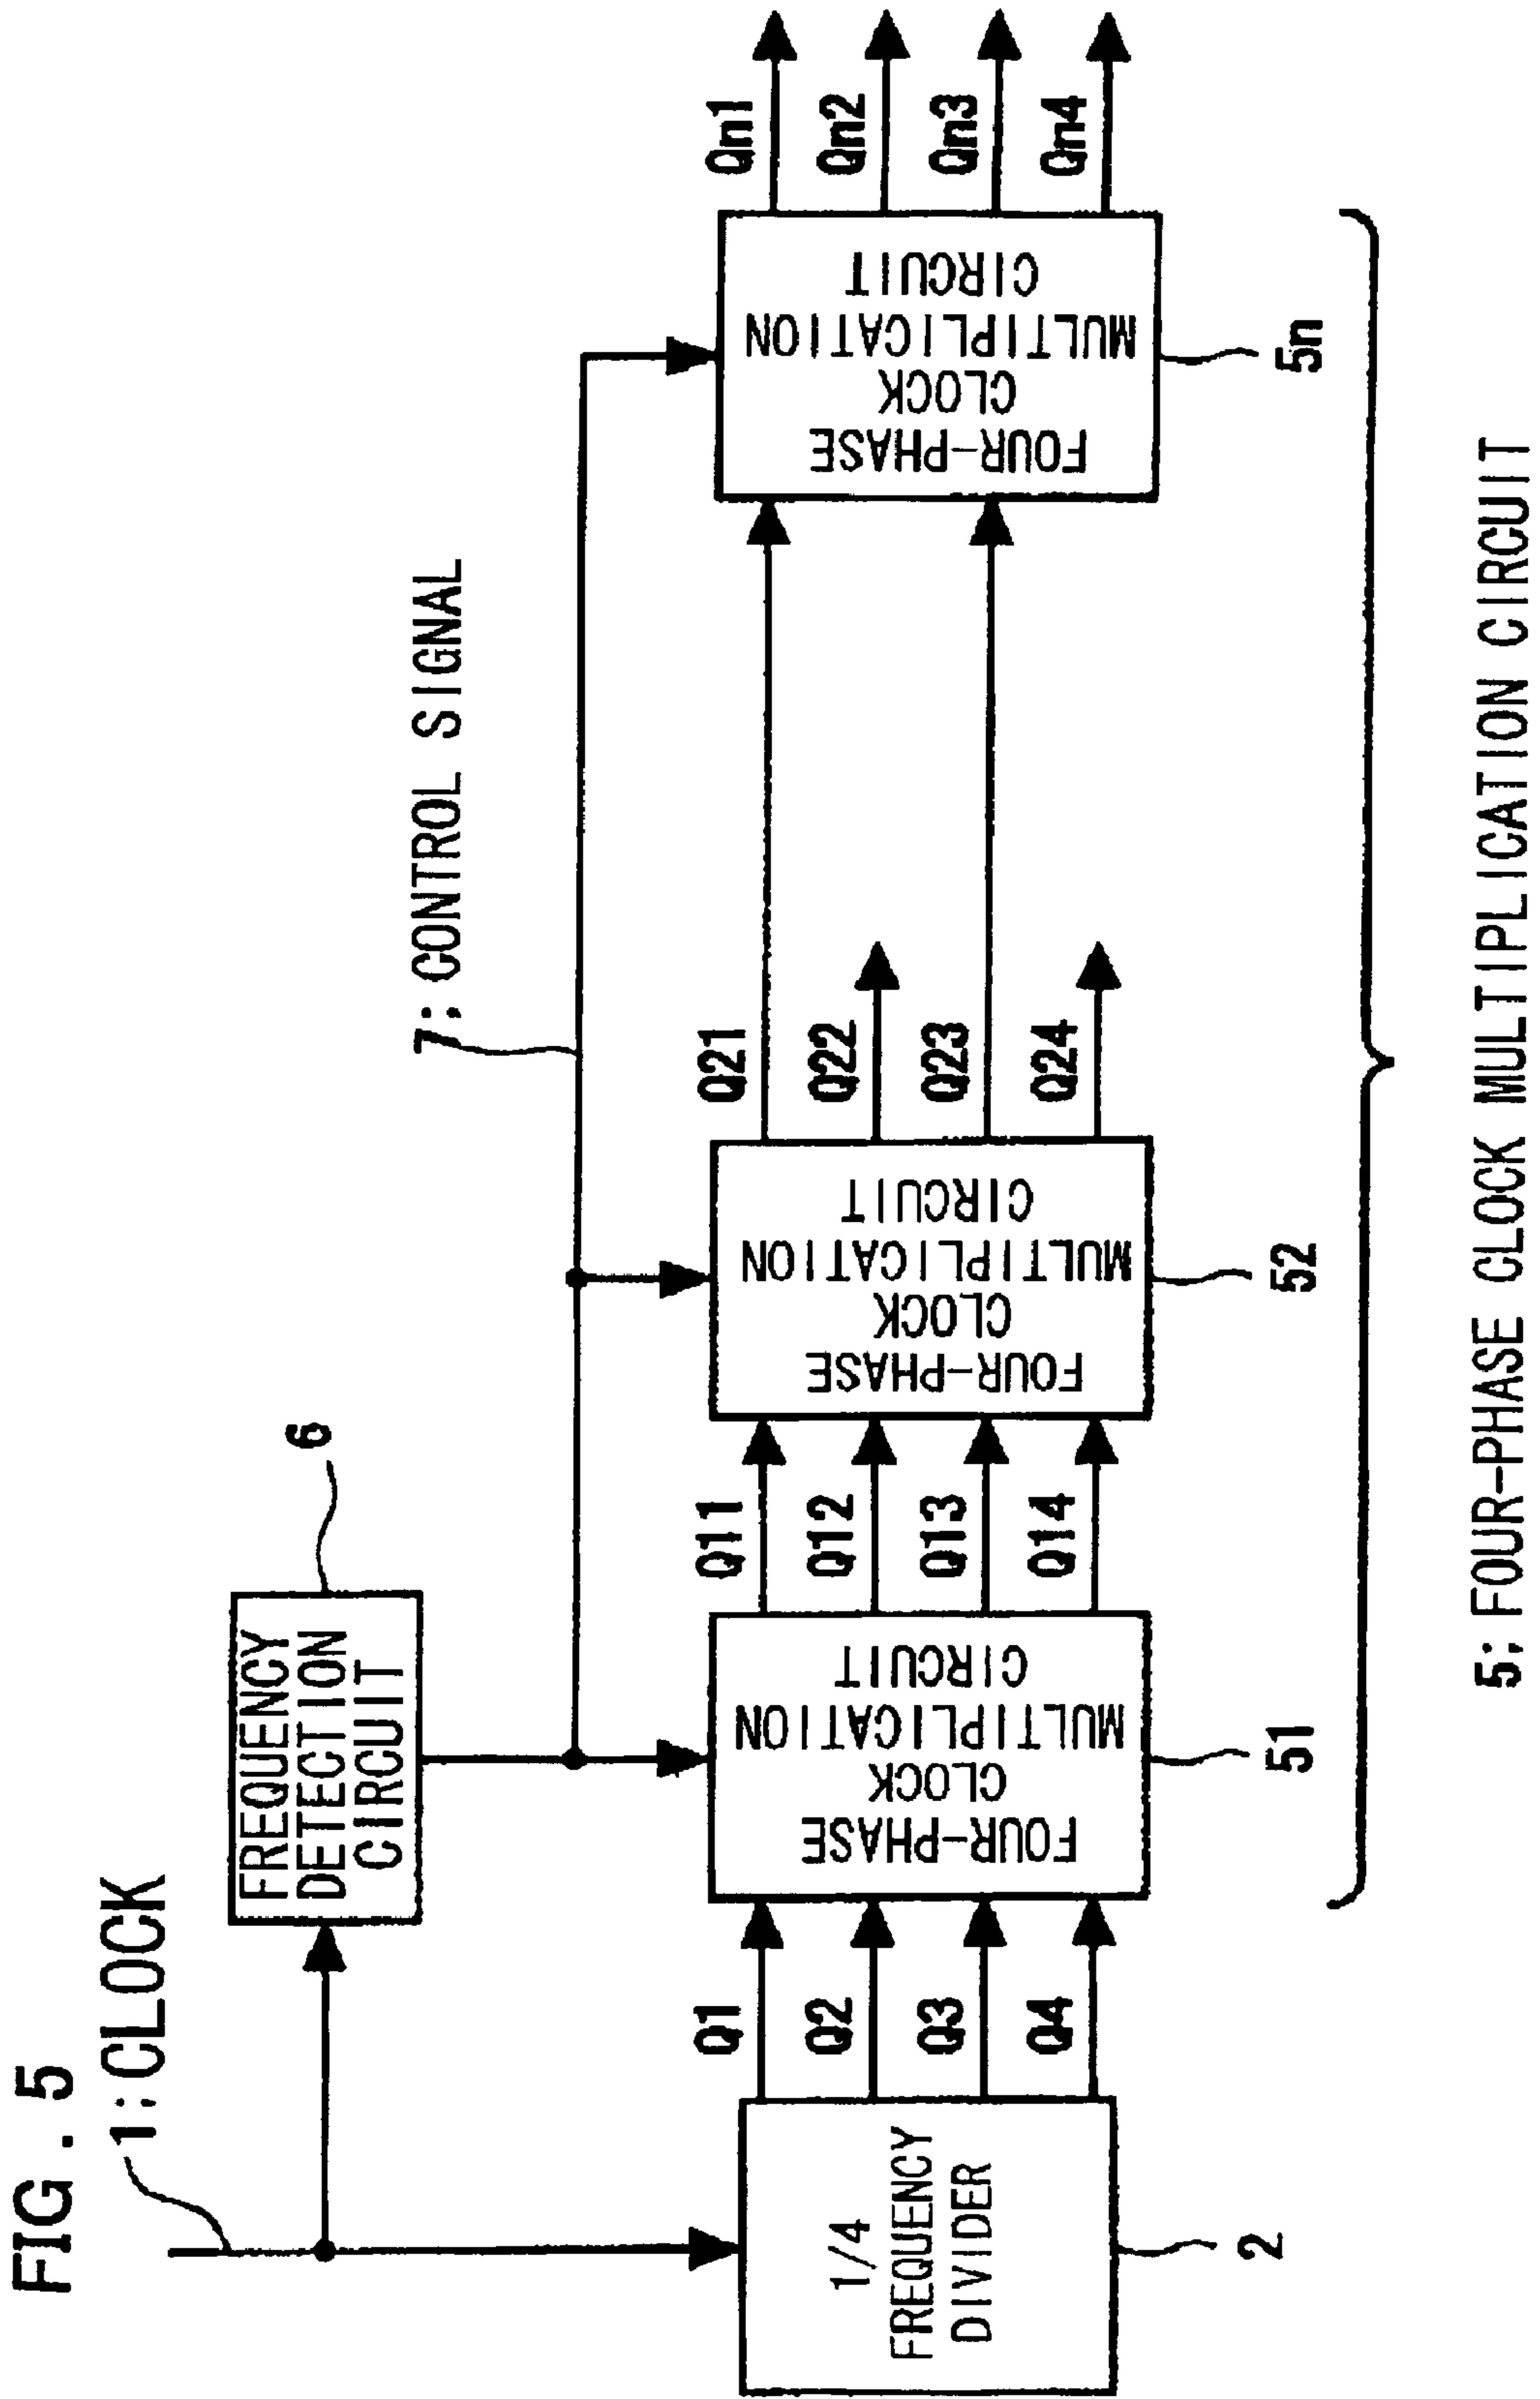 FIG. 5
1:CLOCK
FREQUENCY
DETECTION
CIRCUIT
6
7:CONTROL SIGNAL
1/4
FREQUENCY
DIVIDER
2
Q1
Q2
Q3
Q4
FOUR-PHASE
CLOCK
MULTIPLICATION
CIRCUIT
51
Q11
Q12
Q13
Q14
FOUR-PHASE
CLOCK
MULTIPLICATION
CIRCUIT
52
Q21
Q22
Q23
Q24
FOUR-PHASE
CLOCK
MULTIPLICATION
CIRCUIT
5n
Qn1
Qn2
Qn3
Qn4
5:FOUR-PHASE CLOCK MULTIPLICATION CIRCUIT